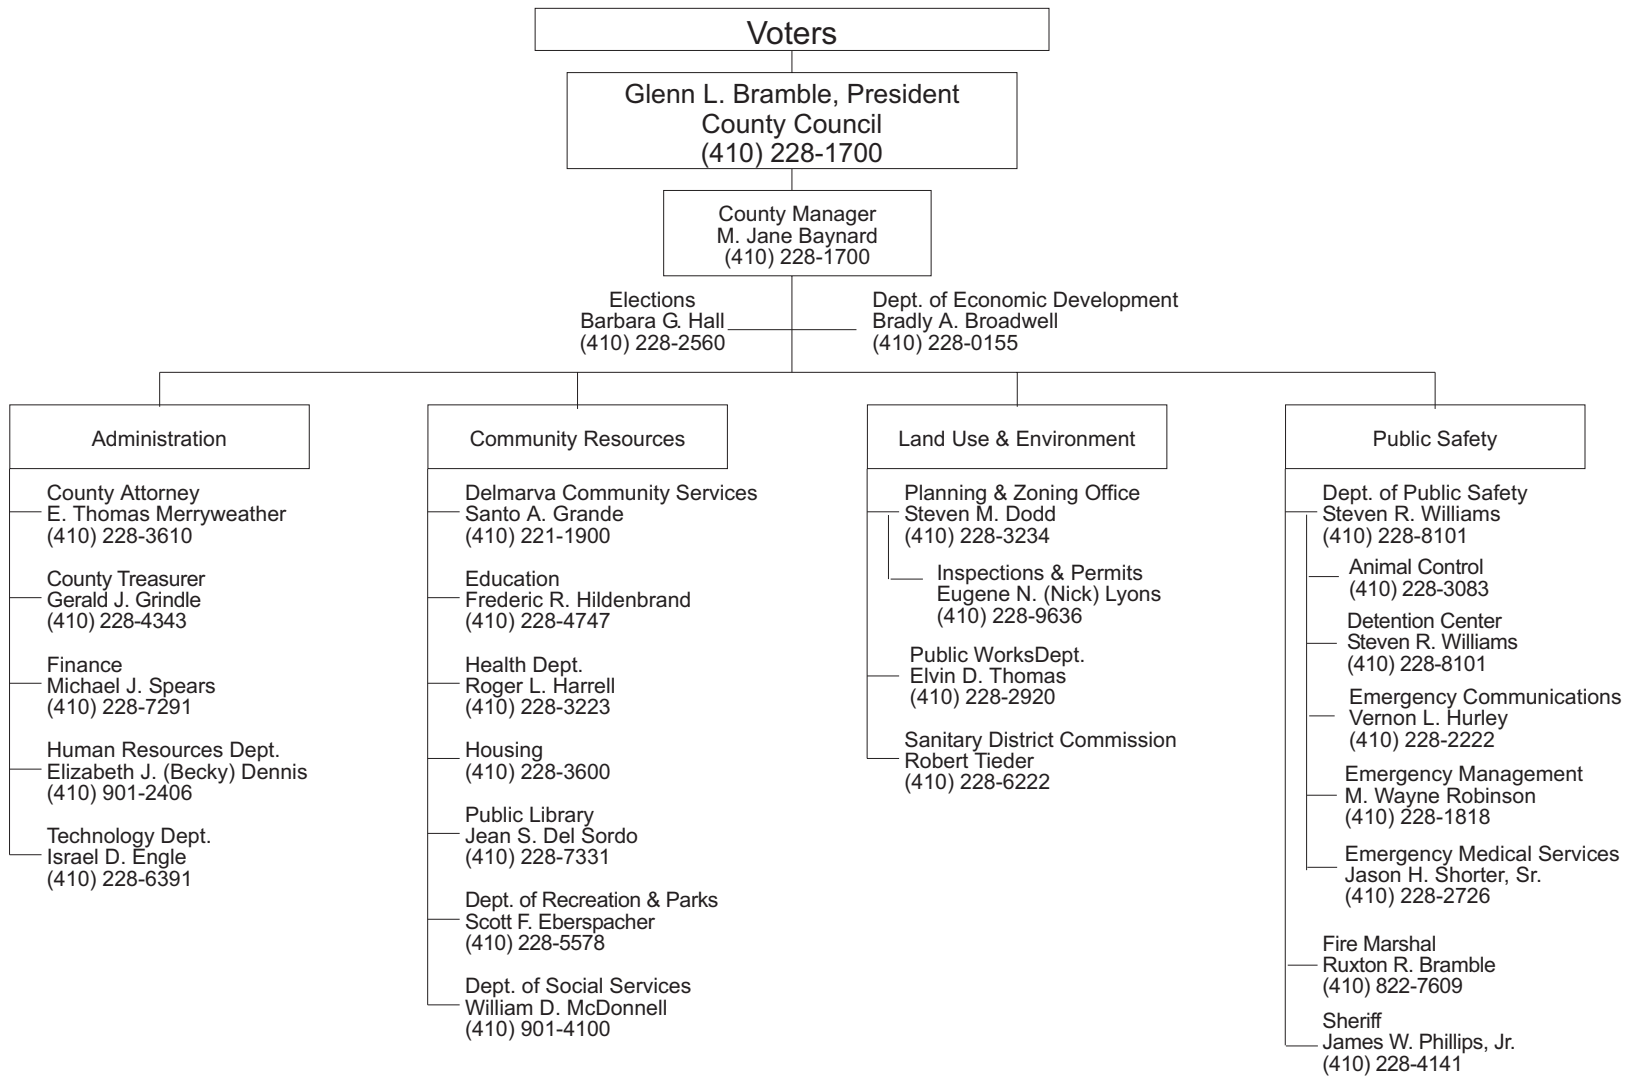 Voters
Glenn L. Bramble, President
County Council
(410) 228-1700
County Manager
M. Jane Baynard
(410) 228-1700
Elections
Barbara G. Hall
(410) 228-2560
Dept. of Economic Development
Bradly A. Broadwell
(410) 228-0155
Administration
County Attorney
E. Thomas Merryweather
(410) 228-3610
County Treasurer
Gerald J. Grindle
(410) 228-4343
Finance
Michael J. Spears
(410) 228-7291
Human Resources Dept.
Elizabeth J. (Becky) Dennis
(410) 901-2406
Technology Dept.
Israel D. Engle
(410) 228-6391
Community Resources
Delmarva Community Services
Santo A. Grande
(410) 221-1900
Education
Frederic R. Hildenbrand
(410) 228-4747
Health Dept.
Roger L. Harrell
(410) 228-3223
Housing
(410) 228-3600
Public Library
Jean S. Del Sordo
(410) 228-7331
Dept. of Recreation & Parks
Scott F. Eberspacher
(410) 228-5578
Dept. of Social Services
William D. McDonnell
(410) 901-4100
Land Use & Environment
Planning & Zoning Office
Steven M. Dodd
(410) 228-3234
Inspections & Permits
Eugene N. (Nick) Lyons
(410) 228-9636
Public WorksDept.
Elvin D. Thomas
(410) 228-2920
Sanitary District Commission
Robert Tieder
(410) 228-6222
Public Safety
Dept. of Public Safety
Steven R. Williams
(410) 228-8101
Animal Control
(410) 228-3083
Detention Center
Steven R. Williams
(410) 228-8101
Emergency Communications
Vernon L. Hurley
(410) 228-2222
Emergency Management
M. Wayne Robinson
(410) 228-1818
Emergency Medical Services
Jason H. Shorter, Sr.
(410) 228-2726
Fire Marshal
Ruxton R. Bramble
(410) 822-7609
Sheriff
James W. Phillips, Jr.
(410) 228-4141